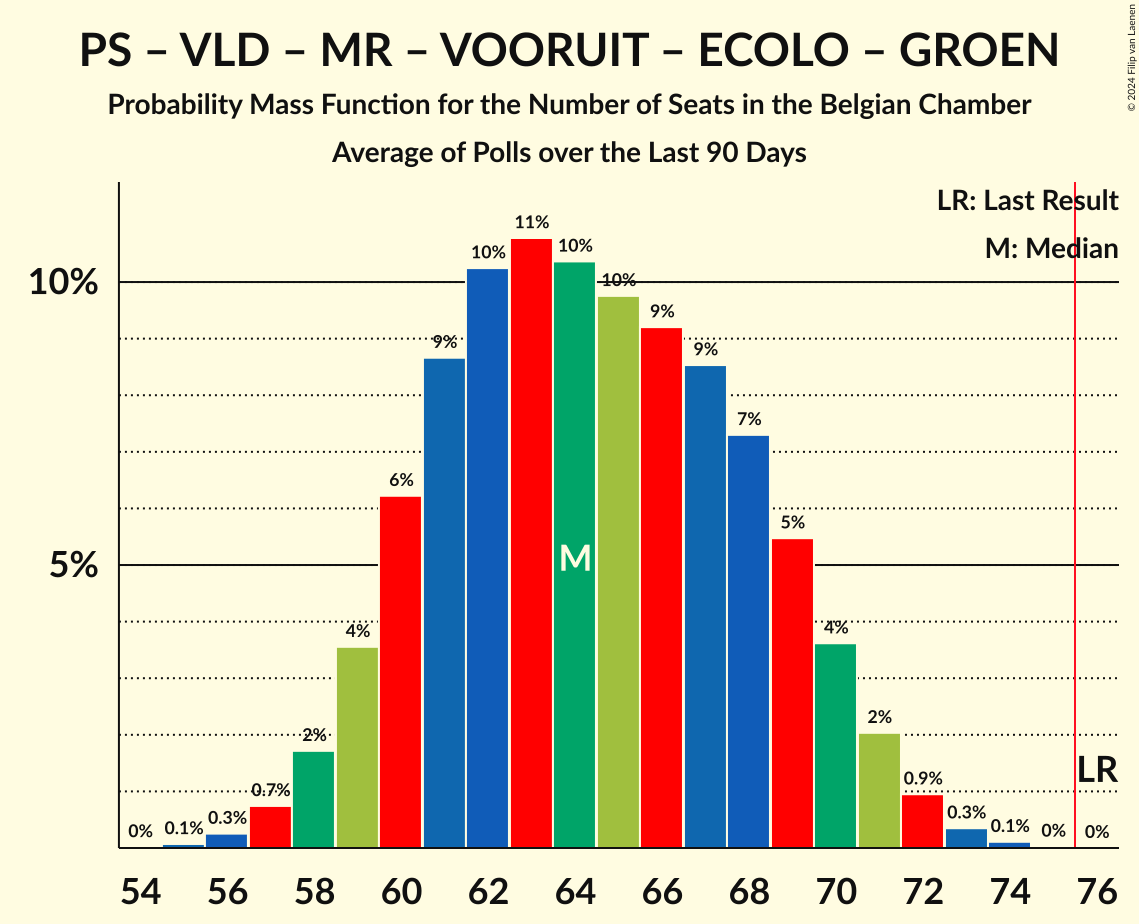 PS – VLD – MR – VOORUIT – ECOLO – GROEN
Probability Mass Function for the Number of Seats in the Belgian Chamber
Average of Polls over the Last 90 Days
© 2024 Filip van Laenen
LR: Last Result
M: Median
10%
5%
0%
0.1%
0.3%
0.7%
2%
4%
6%
9%
10%
11%
10%
10%
9%
9%
7%
5%
4%
2%
0.9%
0.3%
0.1%
0%
0%
M
LR
54 56 58 60 62 64 66 68 70 72 74 76